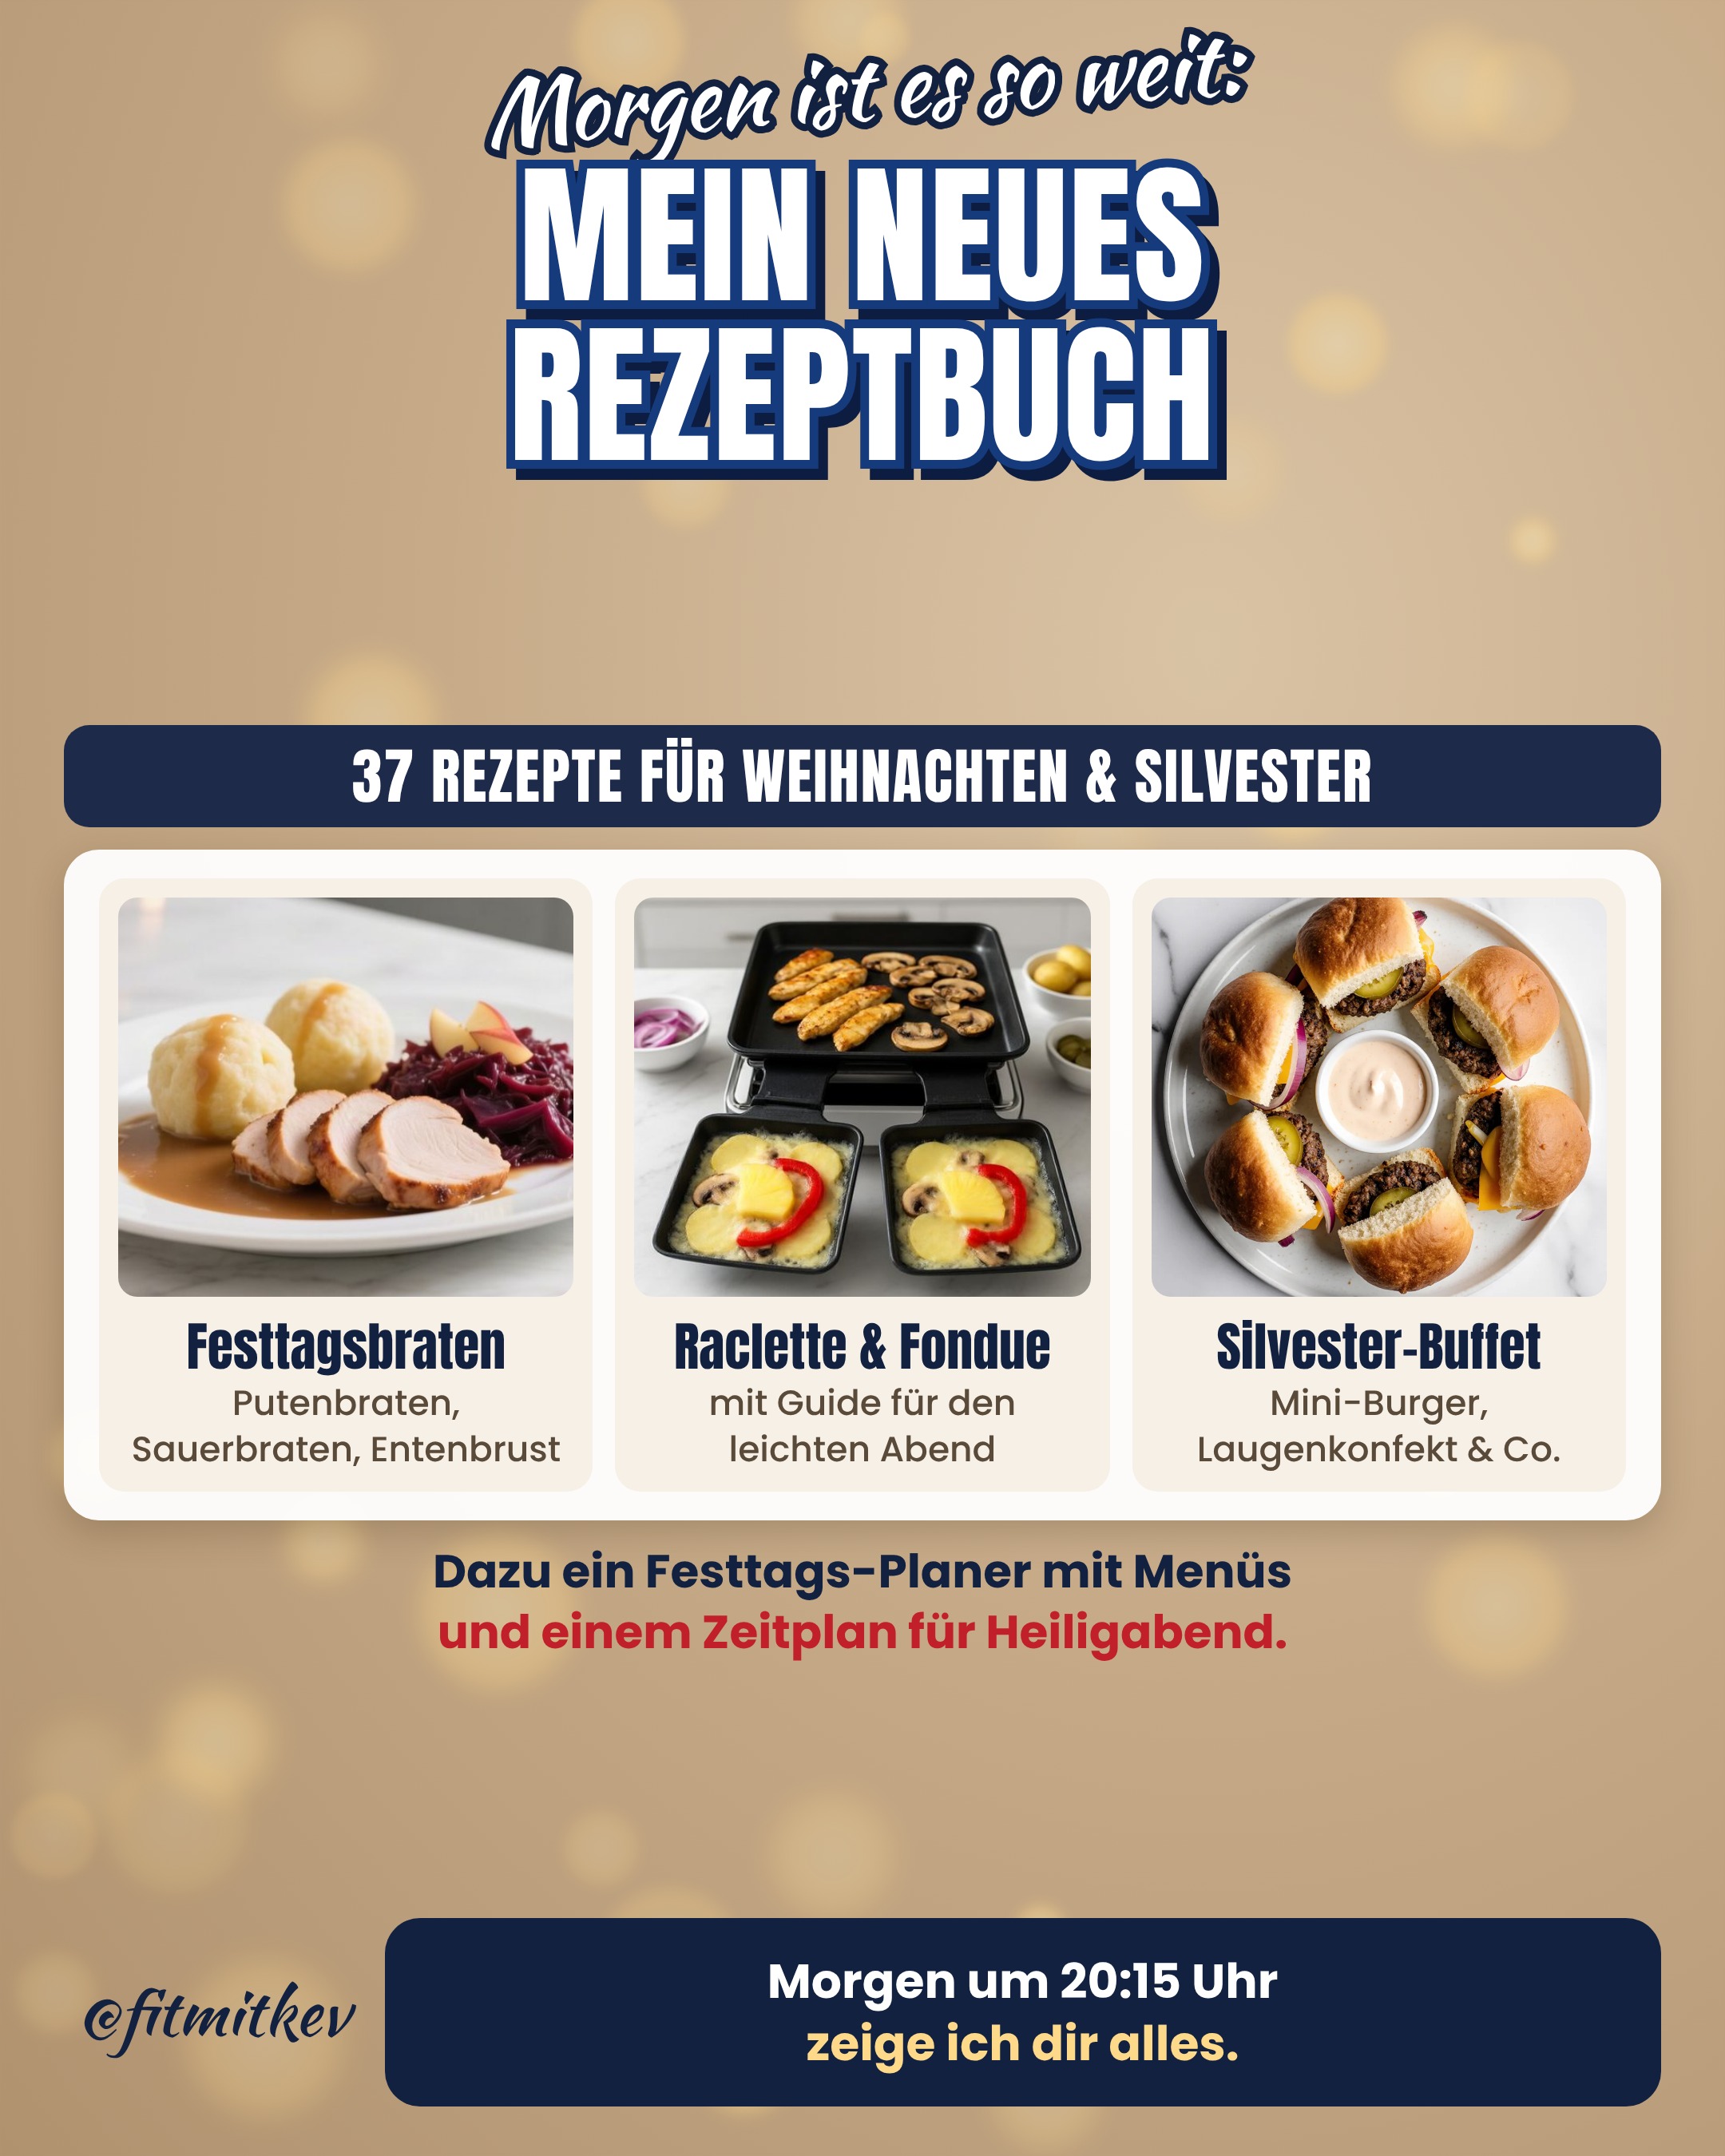 Morgen ist es so weit:
MEIN NEUES
REZEPTBUCH
37 REZEPTE FÜR WEIHNACHTEN & SILVESTER
Festtagsbraten
Putenbraten,
Sauerbraten, Entenbrust
Raclette & Fondue
mit Guide für den
leichten Abend
Silvester-Buffet
Mini-Burger,
Laugenkonfekt & Co.
Dazu ein Festtags-Planer mit Menüs
und einem Zeitplan für Heiligabend.
@fitmitkev
Morgen um 20:15 Uhr
zeige ich dir alles.